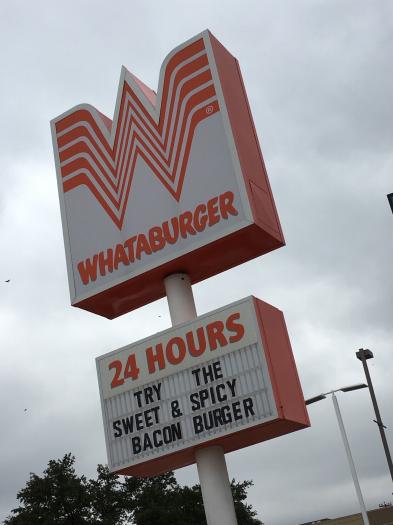 W®
WHATABURGER
24 HOURS
TRY THE
SWEET & SPICY
BACON BURGER